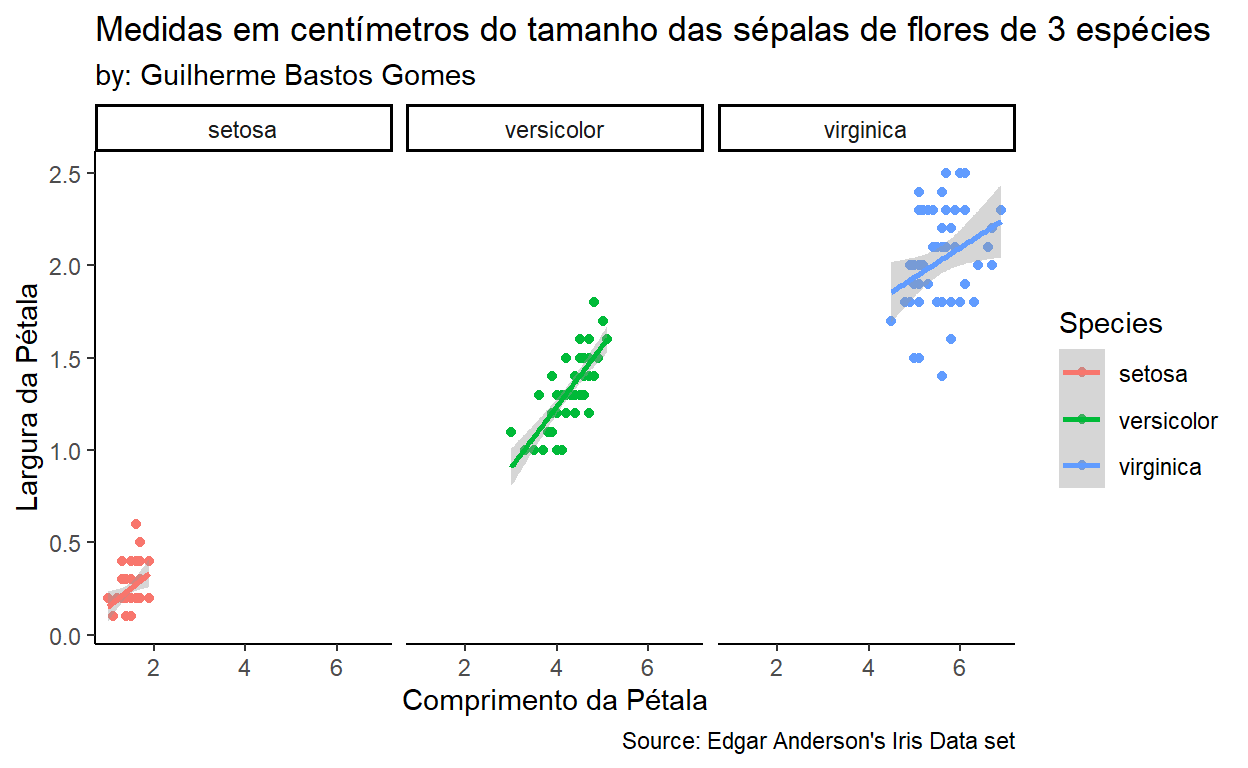 Medidas em centímetros do tamanho das sépalas de flores de 3 espécies
by: Guilherme Bastos Gomes
setosa
versicolor
virginica
Largura da Pétala
2.5
2.0
1.5
1.0
0.5
0.0
2 4 6
2 4 6
2 4 6
Comprimento da Pétala
Species
setosa
versicolor
virginica
Source: Edgar Anderson's Iris Data set